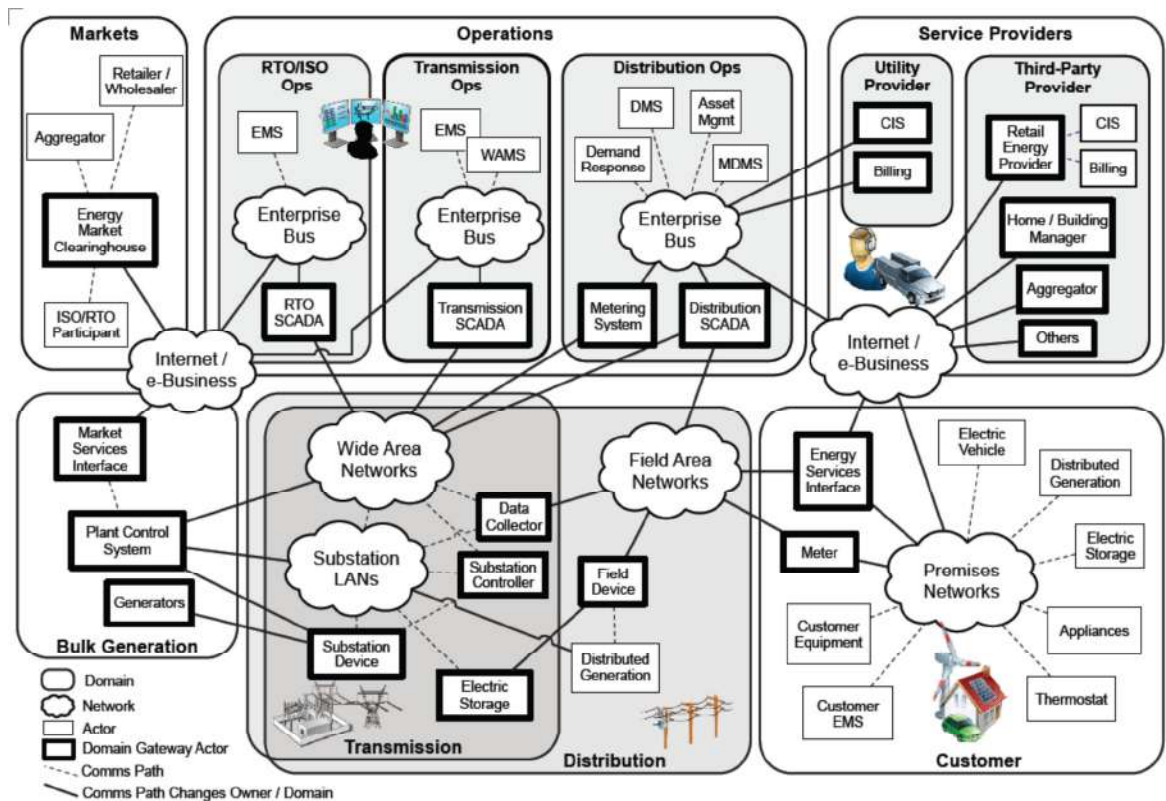 Markets
Retailer /
Wholesaler
Aggregator
Energy
Market
Clearinghouse
ISO/RTO
Participant
Internet /
e-Business
Operations
RTO/ISO
Ops
EMS
Enterprise
Bus
RTO
SCADA
Transmission
Ops
EMS
WAMS
Enterprise
Bus
Transmission
SCADA
Distribution Ops
DMS
Asset
Mgmt
Demand
Response
MDMS
Enterprise
Bus
Metering
System
Distribution
SCADA
Service Providers
Utility
Provider
CIS
Billing
Third-Party
Provider
Retail
Energy
Provider
CIS
Billing
Home / Building
Manager
Aggregator
Others
Internet /
e-Business
Market
Services
Interface
Plant Control
System
Generators
Bulk Generation
Wide Area
Networks
Substation
LANs
Data
Collector
Substation
Controller
Substation
Device
Electric
Storage
Transmission
Field Area
Networks
Field
Device
Distributed
Generation
Distribution
Energy
Services
Interface
Meter
Electric
Vehicle
Distributed
Generation
Electric
Storage
Premises
Networks
Appliances
Thermostat
Customer
Equipment
Customer
EMS
Customer
Domain
Network
Actor
Domain Gateway Actor
Comms Path
Comms Path Changes Owner / Domain